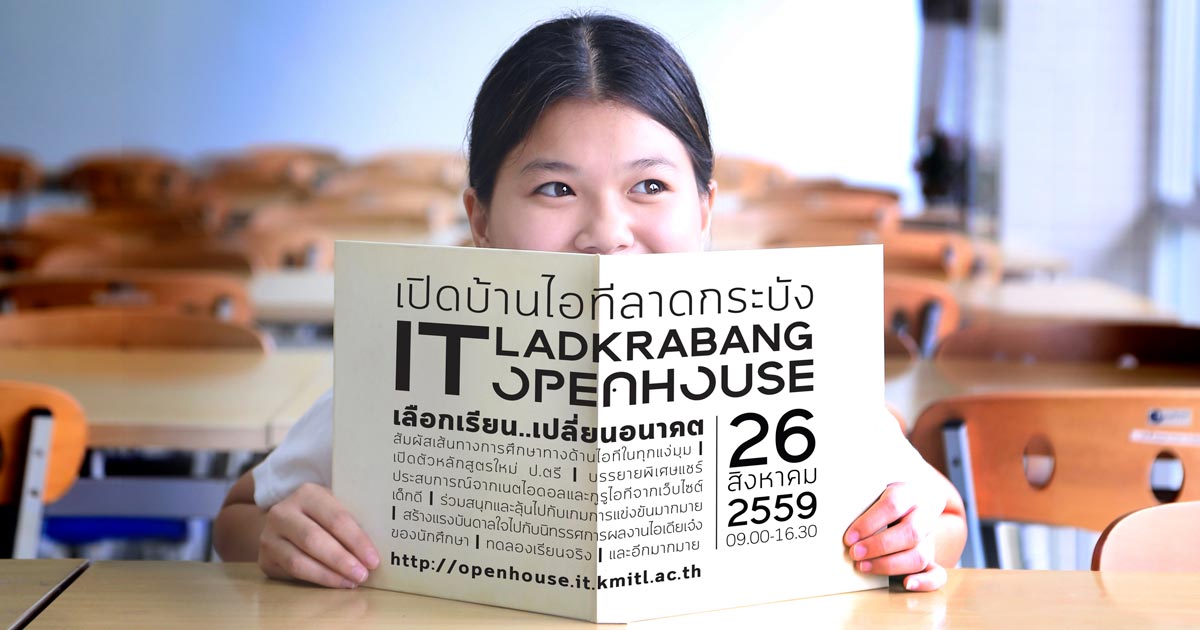 เปิดบ้านไอทีลาดกระบัง
IT LADKRABANG
OPENHOUSE
เลือกเรียน..เปลี่ยนอนาคต
สัมผัสเส้นทางการศึกษาทางด้านไอทีในทุกแง่มุม |
เปิดตัวหลักสูตรใหม่ ป.ตรี | บรรยายพิเศษแชร์
ประสบการณ์จากเนตไอดอลและกูรูไอทีจากเว็บไซต์
เด็กดี | ร่วมสนุกและลุ้นไปกับเกมการแข่งขันมากมาย
| สร้างแรงบันดาลใจไปกับนิทรรศการผลงานไอเดียเจ๋ง
ของนักศึกษา | ทดลองเรียนจริง | และอีกมากมาย
26
สิงหาคม
2559
09.00-16.30
http://openhouse.it.kmitl.ac.th